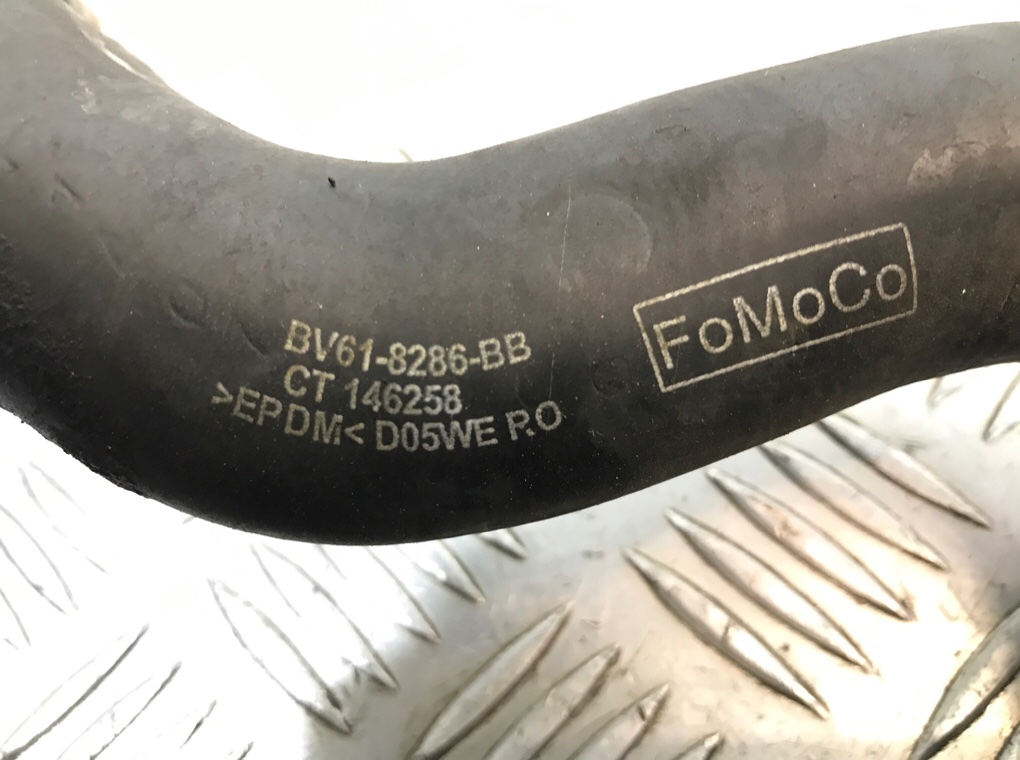 BV61-8286-BB
CT 146258
>EPDM< D05WE P.O
FoMoCo